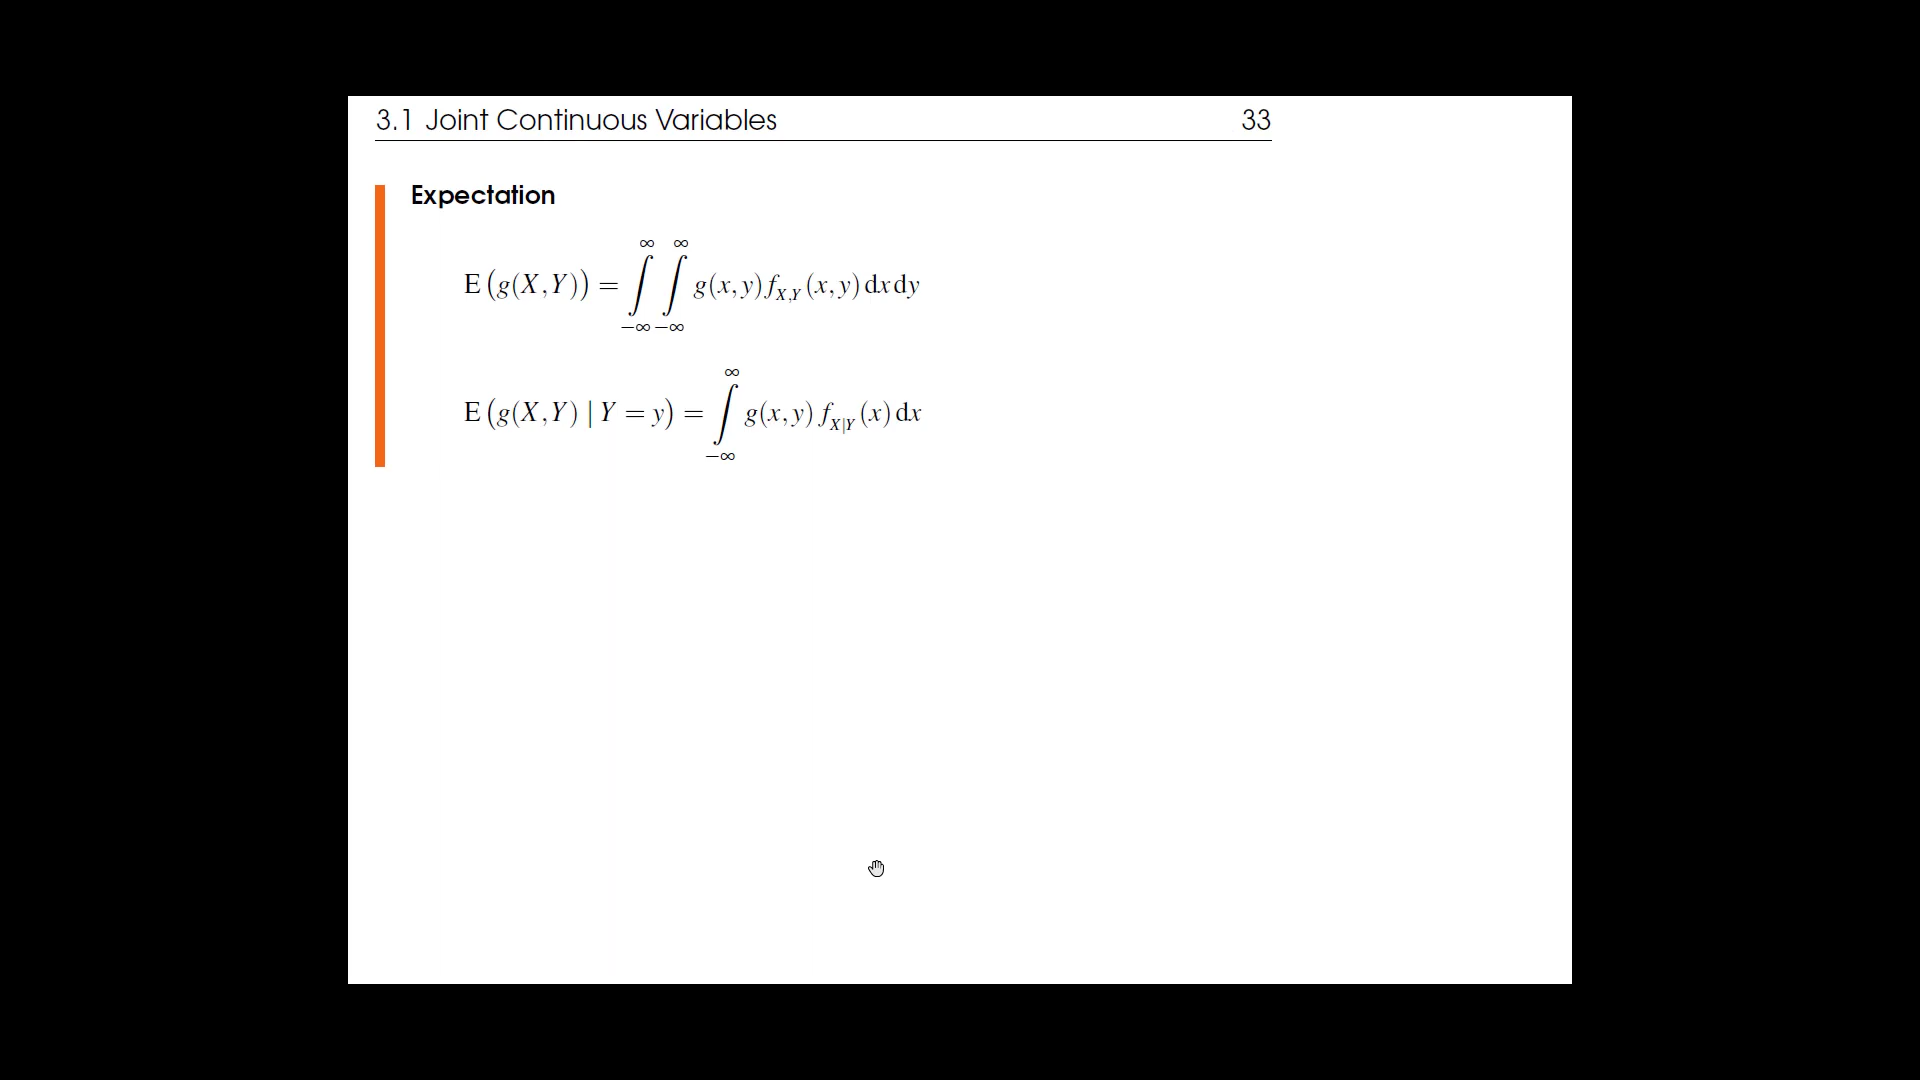 3.1 Joint Continuous Variables 33
Expectation
E(g(X,Y)) = ∫_{-∞}^{∞} ∫_{-∞}^{∞} g(x,y) f_{X,Y}(x,y) dx dy
E(g(X,Y) | Y = y) = ∫_{-∞}^{∞} g(x,y) f_{X|Y}(x) dx